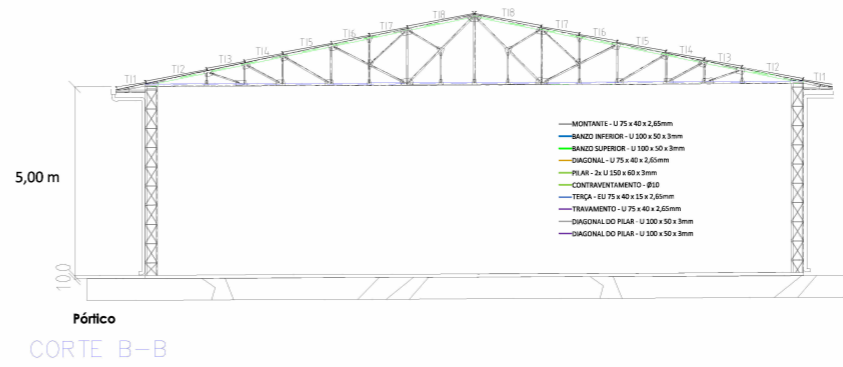 TI8 TI8
TI7 TI7
TI6 TI6
TI5 TI5
TI4 TI4
TI3 TI3
TI2 TI2
TI1 TI1
MONTANTE - U 75 x 40 x 2,65mm
BANZO INFERIOR - U 100 x 50 x 3mm
BANZO SUPERIOR - U 100 x 50 x 3mm
DIAGONAL - U 75 x 40 x 2,65mm
PILAR - 2x U 150 x 60 x 3mm
CONTRAVENTAMENTO - Ø10
TERÇA - EU 75 x 40 x 15 x 2,65mm
TRAVAMENTO - U 75 x 40 x 2,65mm
DIAGONAL DO PILAR - U 100 x 50 x 3mm
DIAGONAL DO PILAR - U 100 x 50 x 3mm
5,00 m
10.0
Pórtico
CORTE B-B